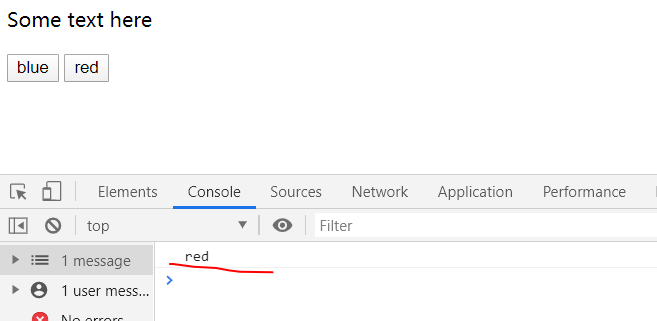 Some text here
blue red
Elements Console Sources Network Application Performance
top Filter
1 message
red
1 user mess...
No errors